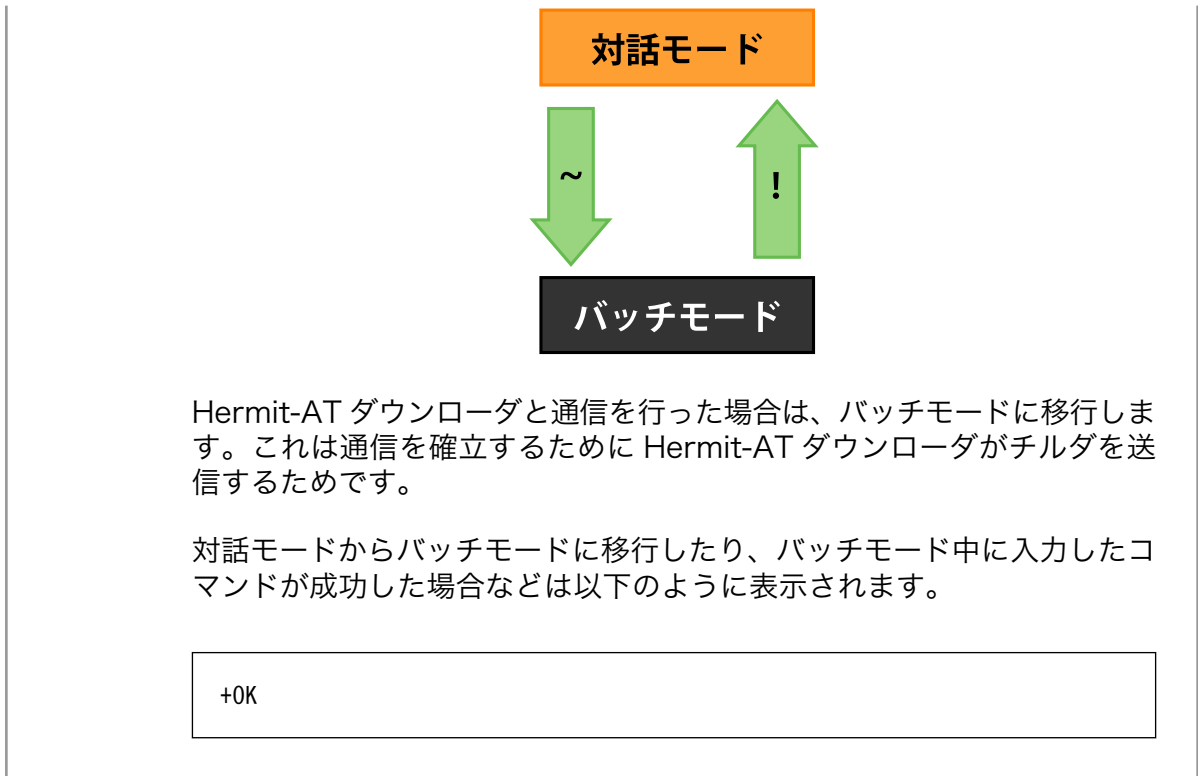 対話モード
~
!
バッチモード
Hermit-AT ダウンローダと通信を行った場合は、バッチモードに移行しま
す。これは通信を確立するために Hermit-AT ダウンローダがチルダを送
信するためです。
対話モードからバッチモードに移行したり、バッチモード中に入力したコ
マンドが成功した場合などは以下のように表示されます。
+OK